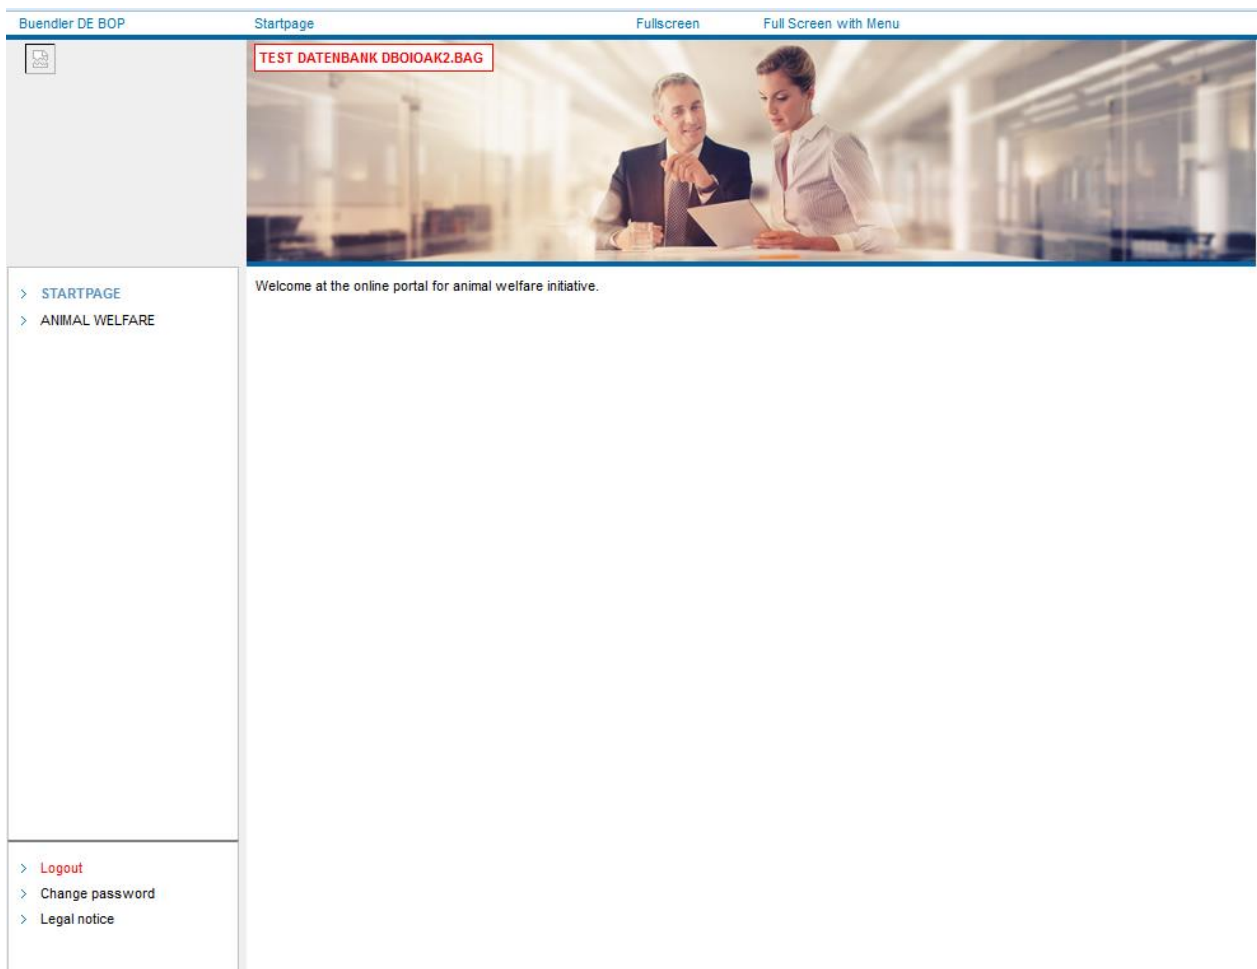 Buendler DE BOP
Startpage
Fullscreen
Full Screen with Menu
TEST DATENBANK DBOIOAK2.BAG
STARTPAGE
ANIMAL WELFARE
Welcome at the online portal for animal welfare initiative.
Logout
Change password
Legal notice